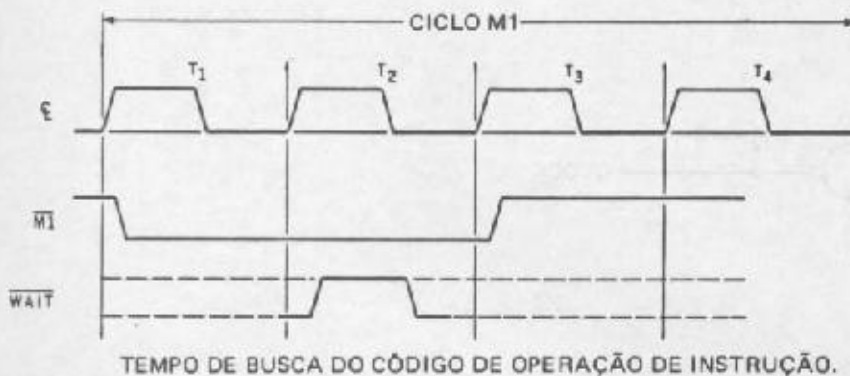 CICLO M1
T1 T2 T3 T4
M1
WAIT
TEMPO DE BUSCA DO CÓDIGO DE OPERAÇÃO DE INSTRUÇÃO.